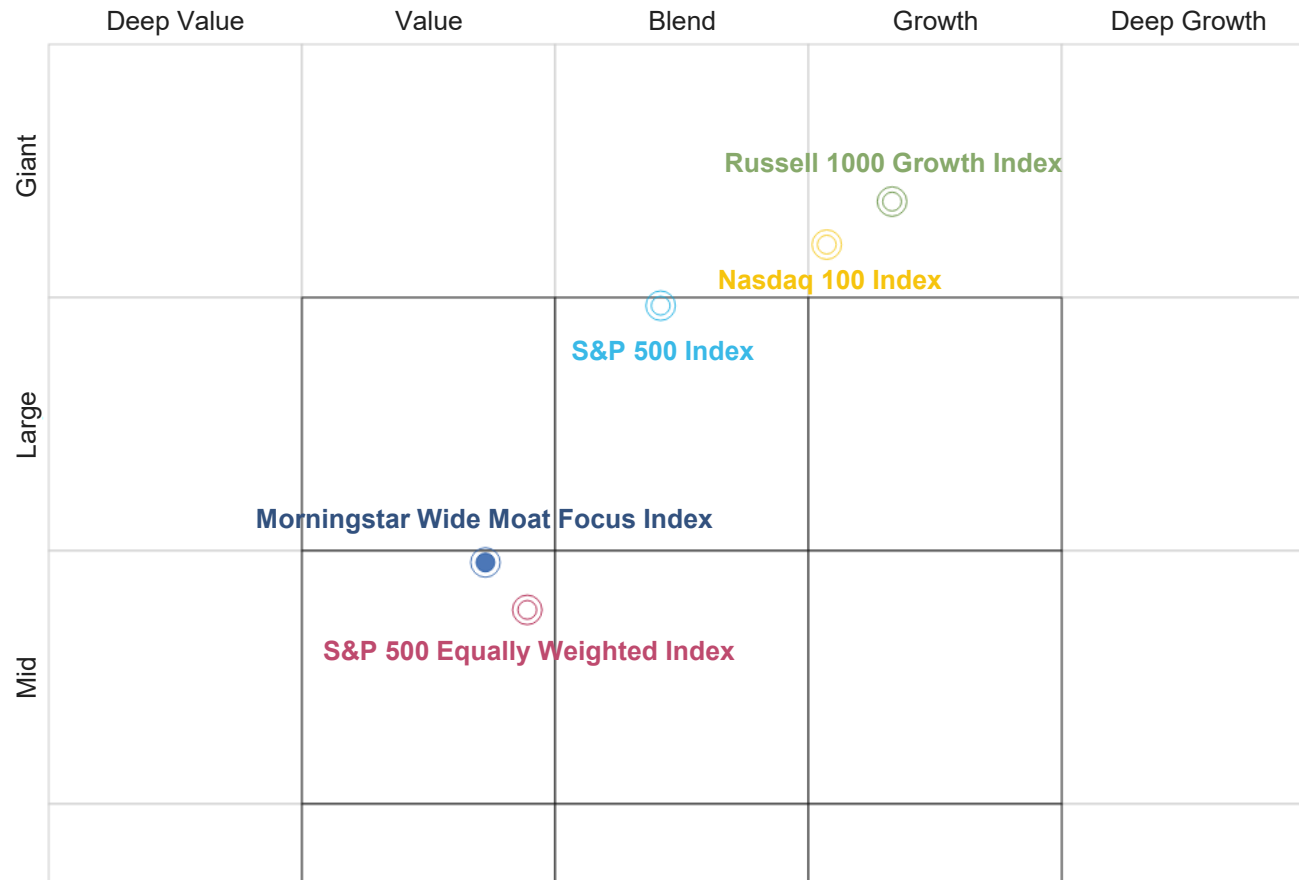 Deep Value
Value
Blend
Growth
Deep Growth
Giant
Russell 1000 Growth Index
Nasdaq 100 Index
S&P 500 Index
Large
Morningstar Wide Moat Focus Index
S&P 500 Equally Weighted Index
Mid